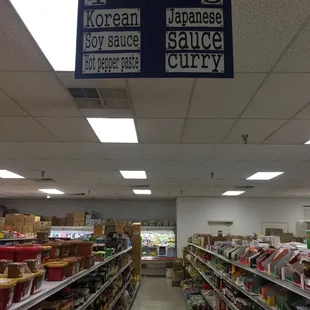 Korean
Soy sauce
Hot pepper paste
Japanese
sauce
curry